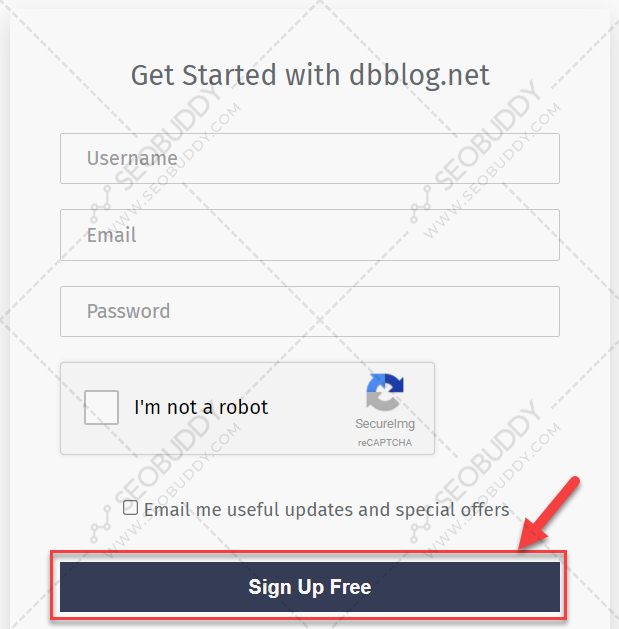 Get Started with dbblog.net
SEOBUDDY
WWW.SEOBUDDY.COM
SEOBUDDY
WWW.SEOBUDDY.COM
Username
Email
Password
I'm not a robot
SecureImg
reCAPTCHA
SEOBUDDY
WWW.SEOBUDDY.COM
SEOBUDDY
WWW.SEOBUDDY.COM
Email me useful updates and special offers
Sign Up Free